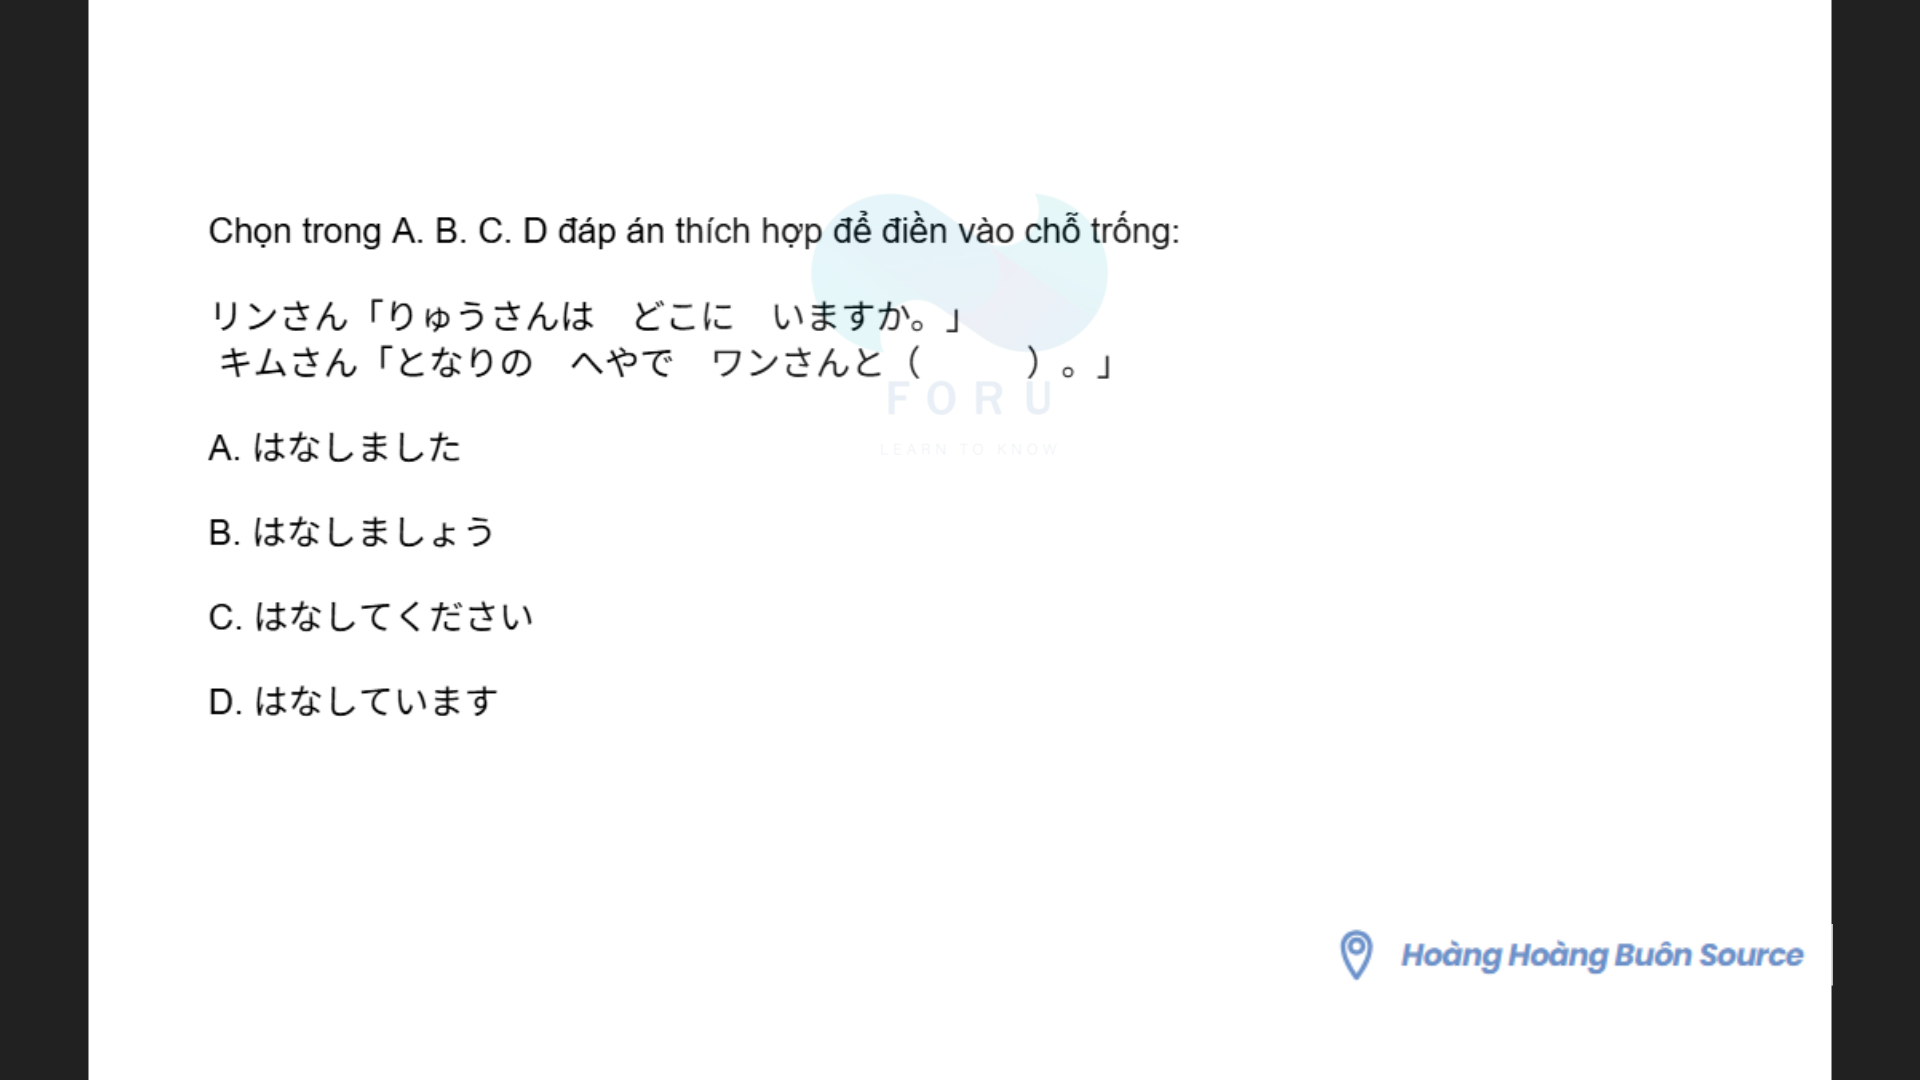 Chọn trong A. B. C. D đáp án thích hợp để điền vào chỗ trống:
リンさん「りゅうさんは　どこに　いますか。」
キムさん「となりの　へやで　ワンさんと（　　　）。」
FORU
LEARN TO KNOW
A. はなしました
B. はなしましょう
C. はなしてください
D. はなしています
Hoàng Hoàng Buôn Source